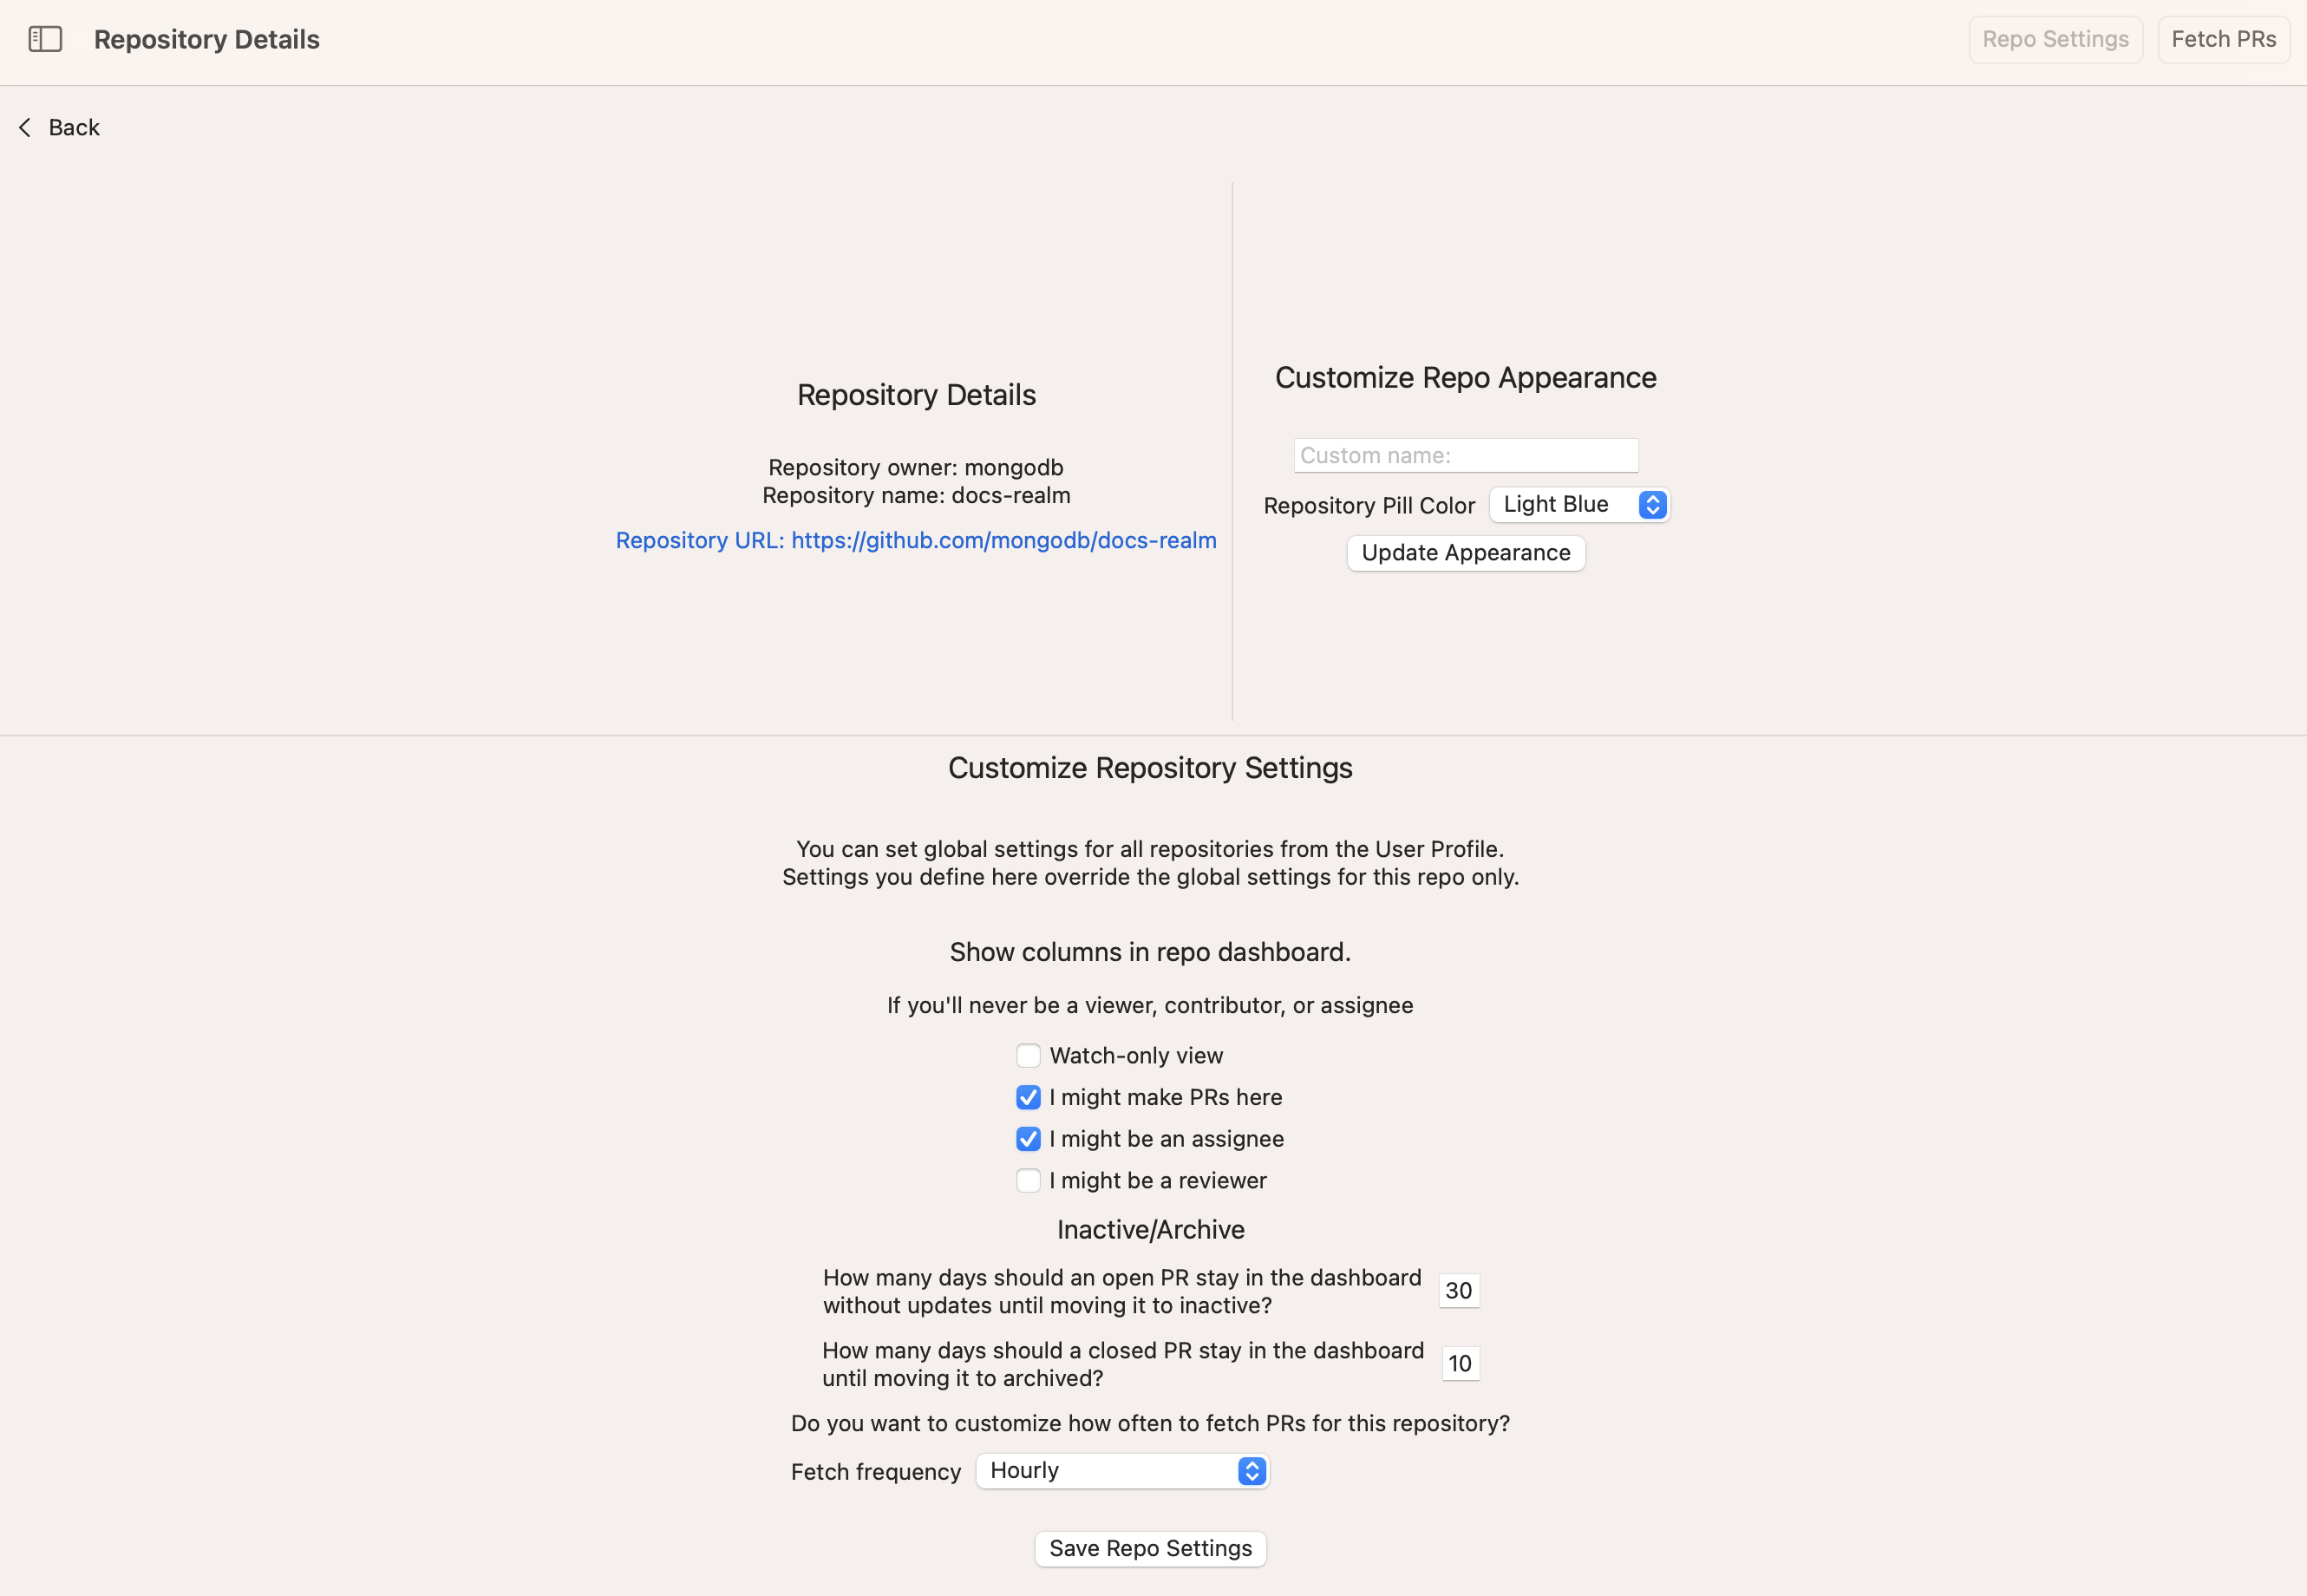 Repository Details
Repo Settings
Fetch PRs
Back
Repository Details
Repository owner: mongodb
Repository name: docs-realm
Repository URL: https://github.com/mongodb/docs-realm
Customize Repo Appearance
Custom name:
Repository Pill Color
Light Blue
Update Appearance
Customize Repository Settings
You can set global settings for all repositories from the User Profile.
Settings you define here override the global settings for this repo only.
Show columns in repo dashboard.
If you'll never be a viewer, contributor, or assignee
Watch-only view
I might make PRs here
I might be an assignee
I might be a reviewer
Inactive/Archive
How many days should an open PR stay in the dashboard
without updates until moving it to inactive?
30
How many days should a closed PR stay in the dashboard
until moving it to archived?
10
Do you want to customize how often to fetch PRs for this repository?
Fetch frequency
Hourly
Save Repo Settings